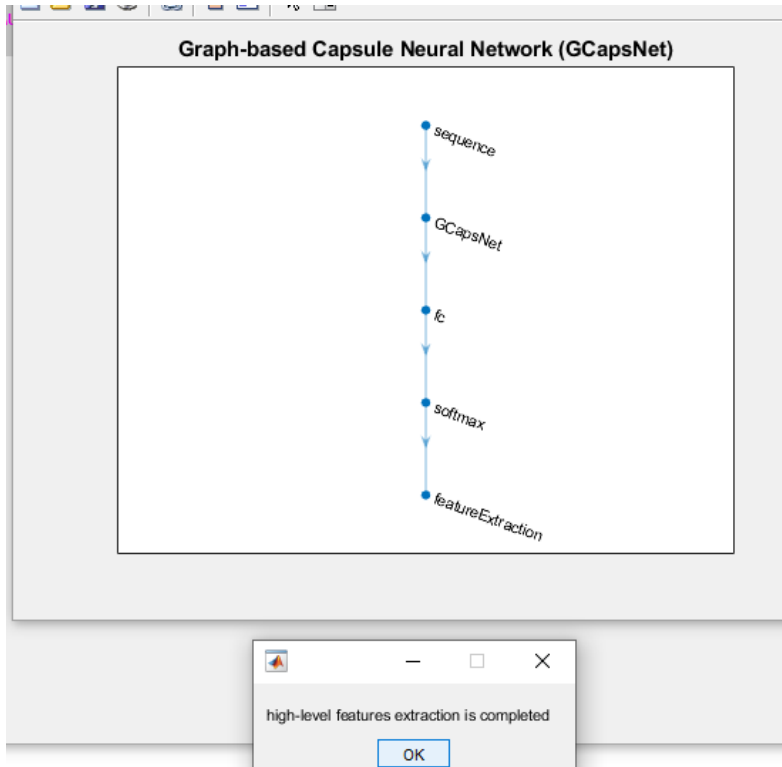 Graph-based Capsule Neural Network (GCapsNet)
sequence
GCapsNet
fc
softmax
featureExtraction
high-level features extraction is completed
OK